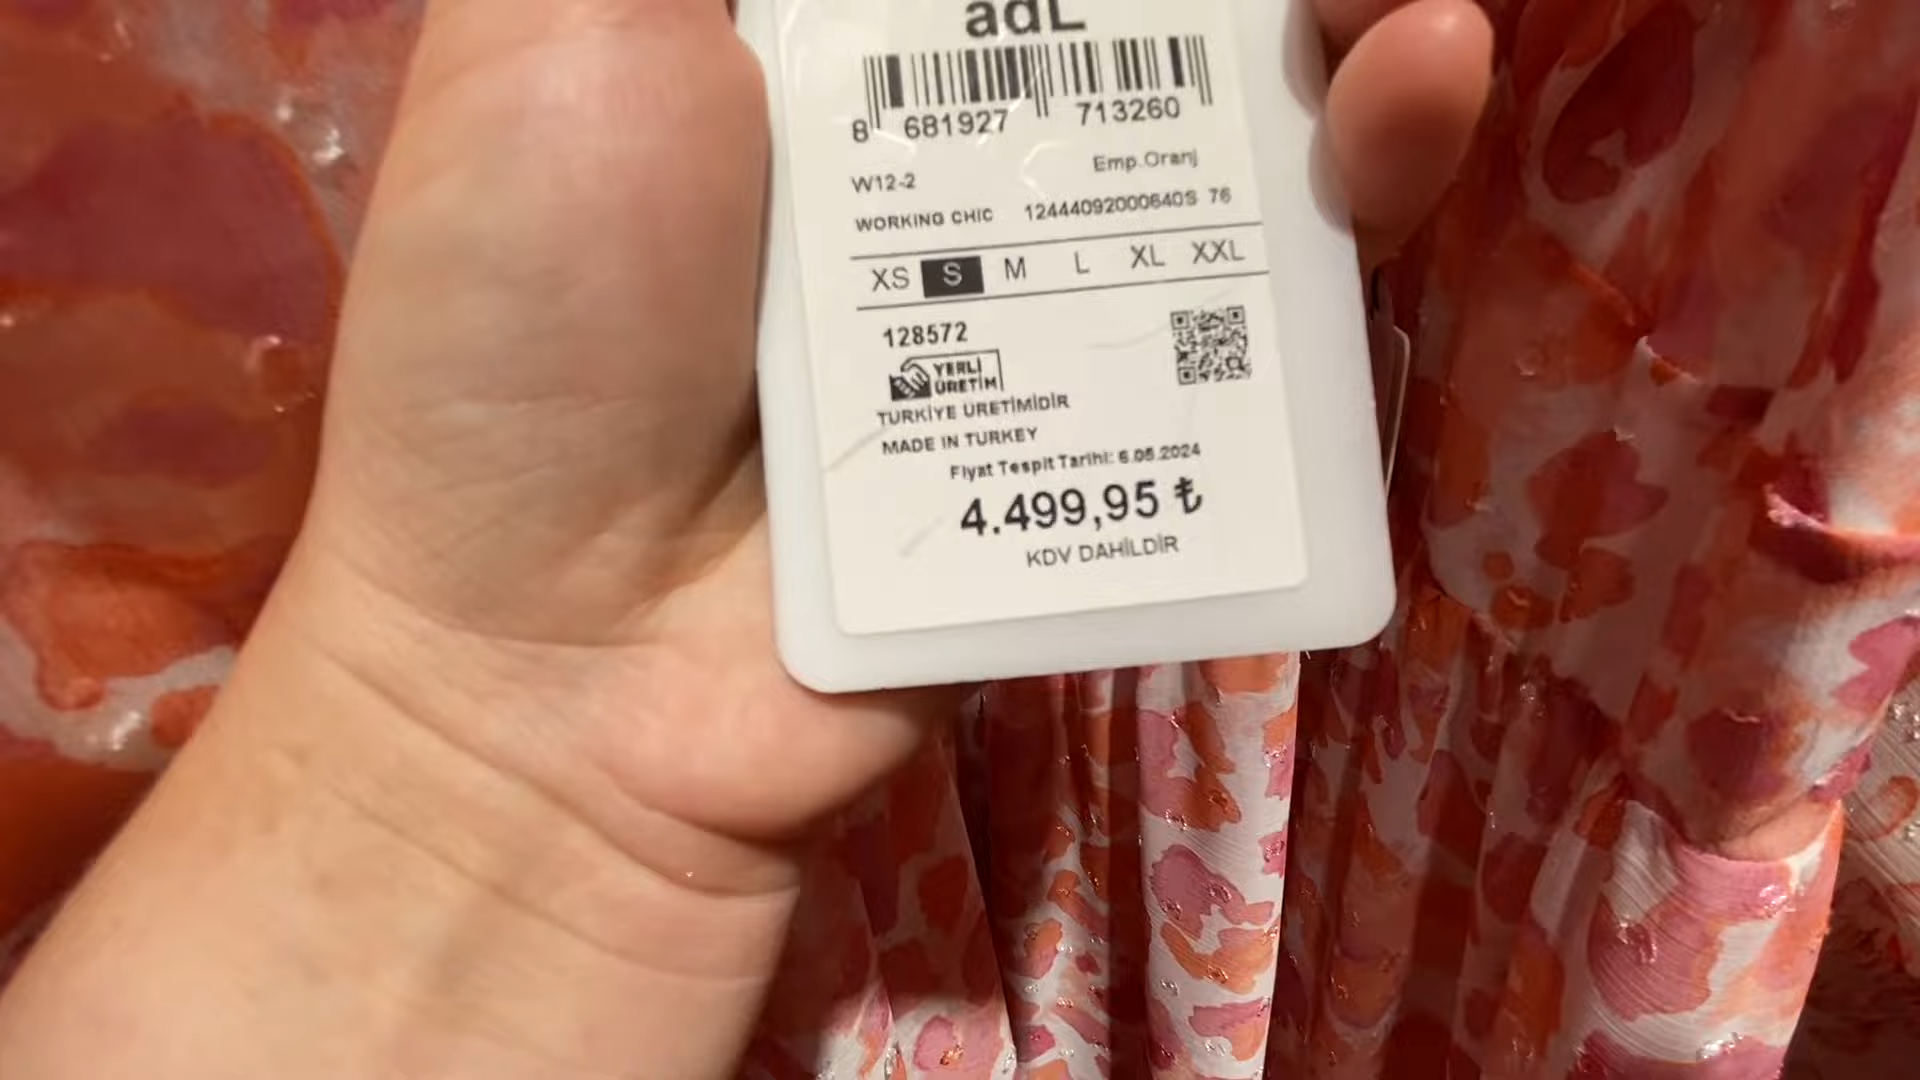 adL
8 681927 713260
Emp.Oranj
W12-2
WORKING CHIC 12444092000640S 76
XS S M L XL XXL
128572
YERLİ
ÜRETİM
TÜRKİYE ÜRETİMİDİR
MADE IN TURKEY
Fiyat Tespit Tarihi: 6.05.2024
4.499,95 ₺
KDV DAHİLDİR